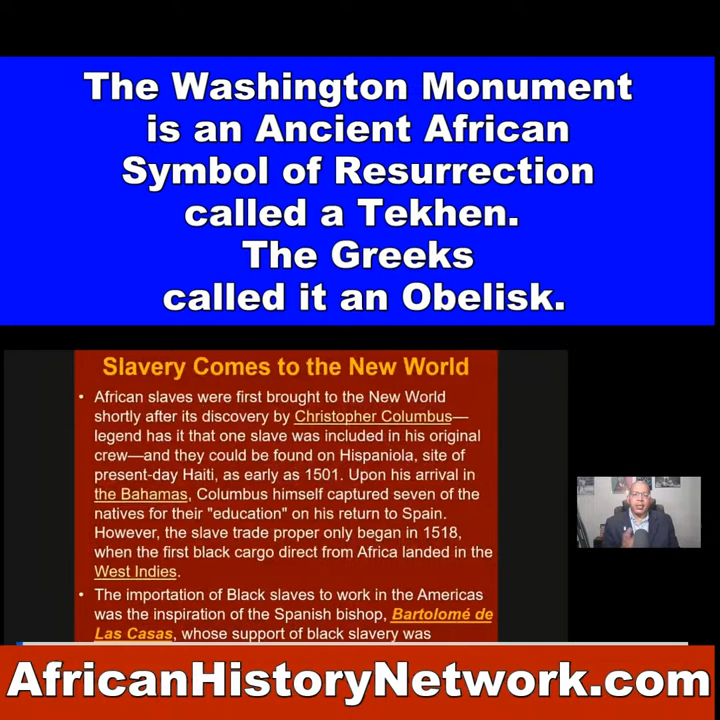 The Washington Monument
is an Ancient African
Symbol of Resurrection
called a Tekhen.
The Greeks
called it an Obelisk.
Slavery Comes to the New World
• African slaves were first brought to the New World
shortly after its discovery by Christopher Columbus—
legend has it that one slave was included in his original
crew—and they could be found on Hispaniola, site of
present-day Haiti, as early as 1501. Upon his arrival in
the Bahamas, Columbus himself captured seven of the
natives for their "education" on his return to Spain.
However, the slave trade proper only began in 1518,
when the first black cargo direct from Africa landed in the
West Indies.
• The importation of Black slaves to work in the Americas
was the inspiration of the Spanish bishop, Bartolomé de
Las Casas, whose support of black slavery was
AfricanHistoryNetwork.com